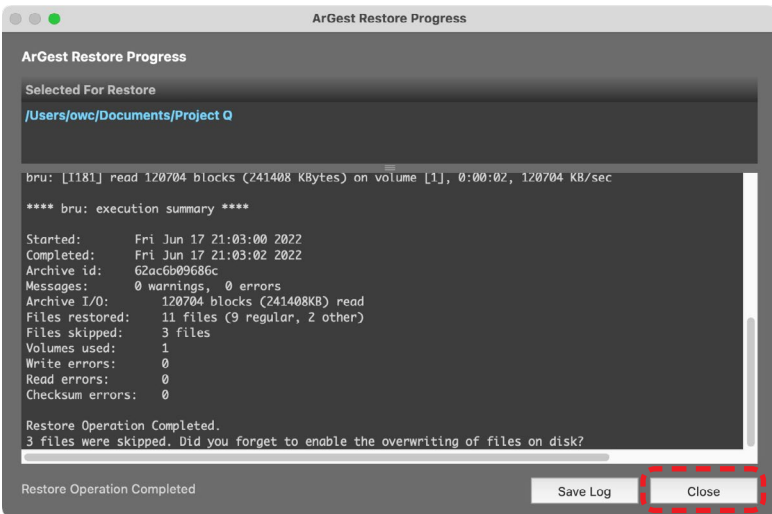 ArGest Restore Progress
ArGest Restore Progress
Selected For Restore
/Users/owc/Documents/Project Q
bru: [I181] read 120704 blocks (241408 KBytes) on volume [1], 0:00:02, 120704 KB/sec
**** bru: execution summary ****
Started: Fri Jun 17 21:03:00 2022
Completed: Fri Jun 17 21:03:02 2022
Archive id: 62ac6b09686c
Messages: 0 warnings, 0 errors
Archive I/O: 120704 blocks (241408KB) read
Files restored: 11 files (9 regular, 2 other)
Files skipped: 3 files
Volumes used: 1
Write errors: 0
Read errors: 0
Checksum errors: 0
Restore Operation Completed.
3 files were skipped. Did you forget to enable the overwriting of files on disk?
Restore Operation Completed
Save Log
Close